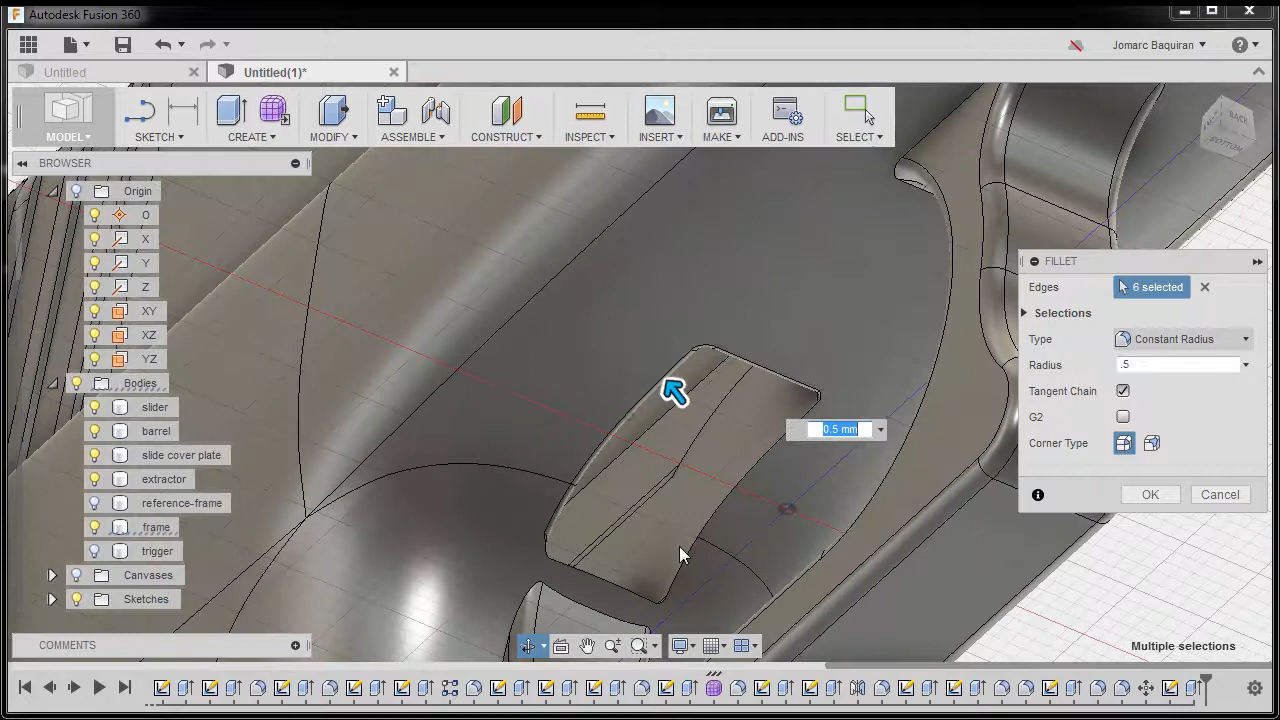 Autodesk Fusion 360
Jomarc Baquiran
Untitled
Untitled(1)*
MODEL
SKETCH
CREATE
MODIFY
ASSEMBLE
CONSTRUCT
INSPECT
INSERT
MAKE
ADD-INS
SELECT
BACK
BOTTOM
BROWSER
Origin
O
X
Y
Z
XY
XZ
YZ
Bodies
slider
barrel
slide cover plate
extractor
reference-frame
frame
trigger
Canvases
Sketches
FILLET
Edges 6 selected
Selections
Type Constant Radius
Radius .5
Tangent Chain
G2
Corner Type
OK Cancel
0.5 mm
COMMENTS
Multiple selections